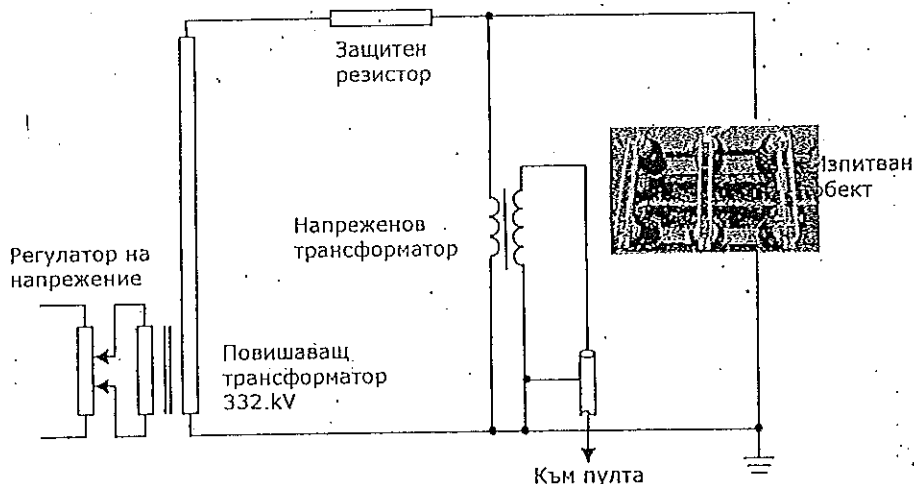 Защитен
резистор
Изпитван
обект
Напреженов
трансформатор
Регулатор на
напрежение
Повишаващ
трансформатор
332.kV
Към пулта